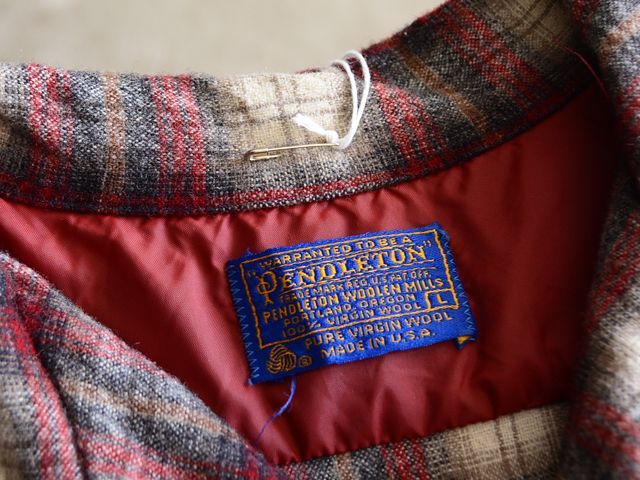 "WARRANTED TO BE A
PENDLETON"
TRADE MARK REG. U.S. PAT. OFF.
PENDLETON WOOLEN MILLS
PORTLAND, OREGON
100% VIRGIN WOOL
L
PURE VIRGIN WOOL
® MADE IN U.S.A.